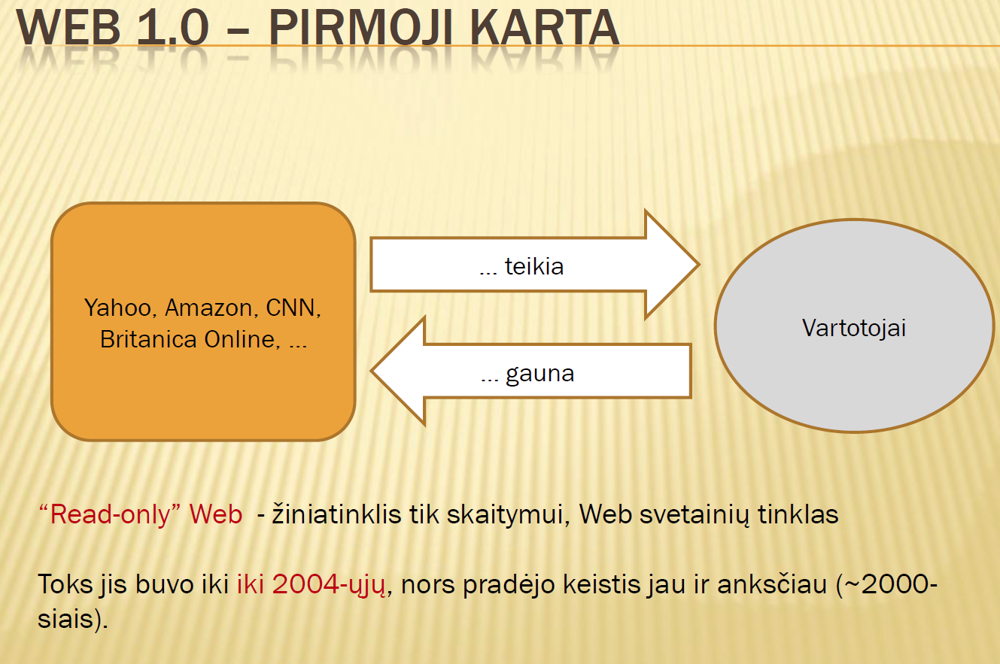 WEB 1.0 – PIRMOJI KARTA
Yahoo, Amazon, CNN,
Britanica Online, ...
... teikia
... gauna
Vartotojai
“Read-only” Web - žiniatinklis tik skaitymui, Web svetainių tinklas
Toks jis buvo iki iki 2004-ųjų, nors pradėjo keistis jau ir anksčiau (~2000-
siais).